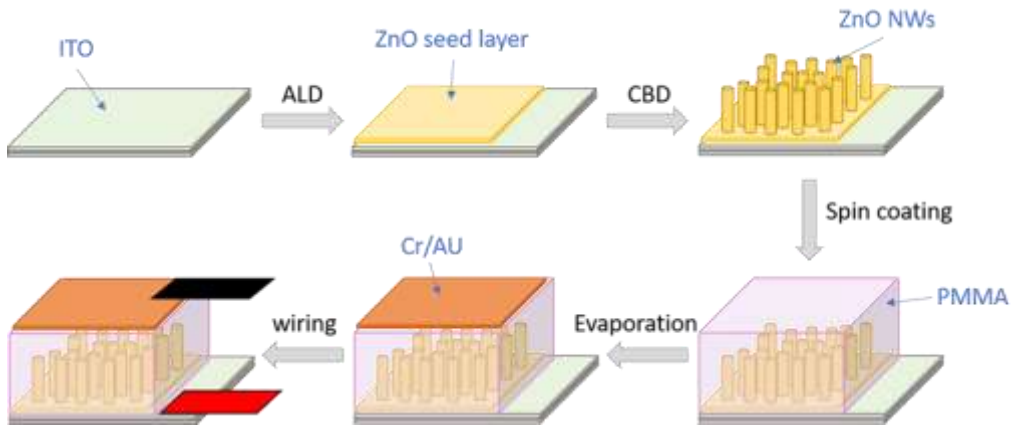 ITO
ALD
ZnO seed layer
CBD
ZnO NWs
Spin coating
PMMA
Evaporation
Cr/AU
wiring